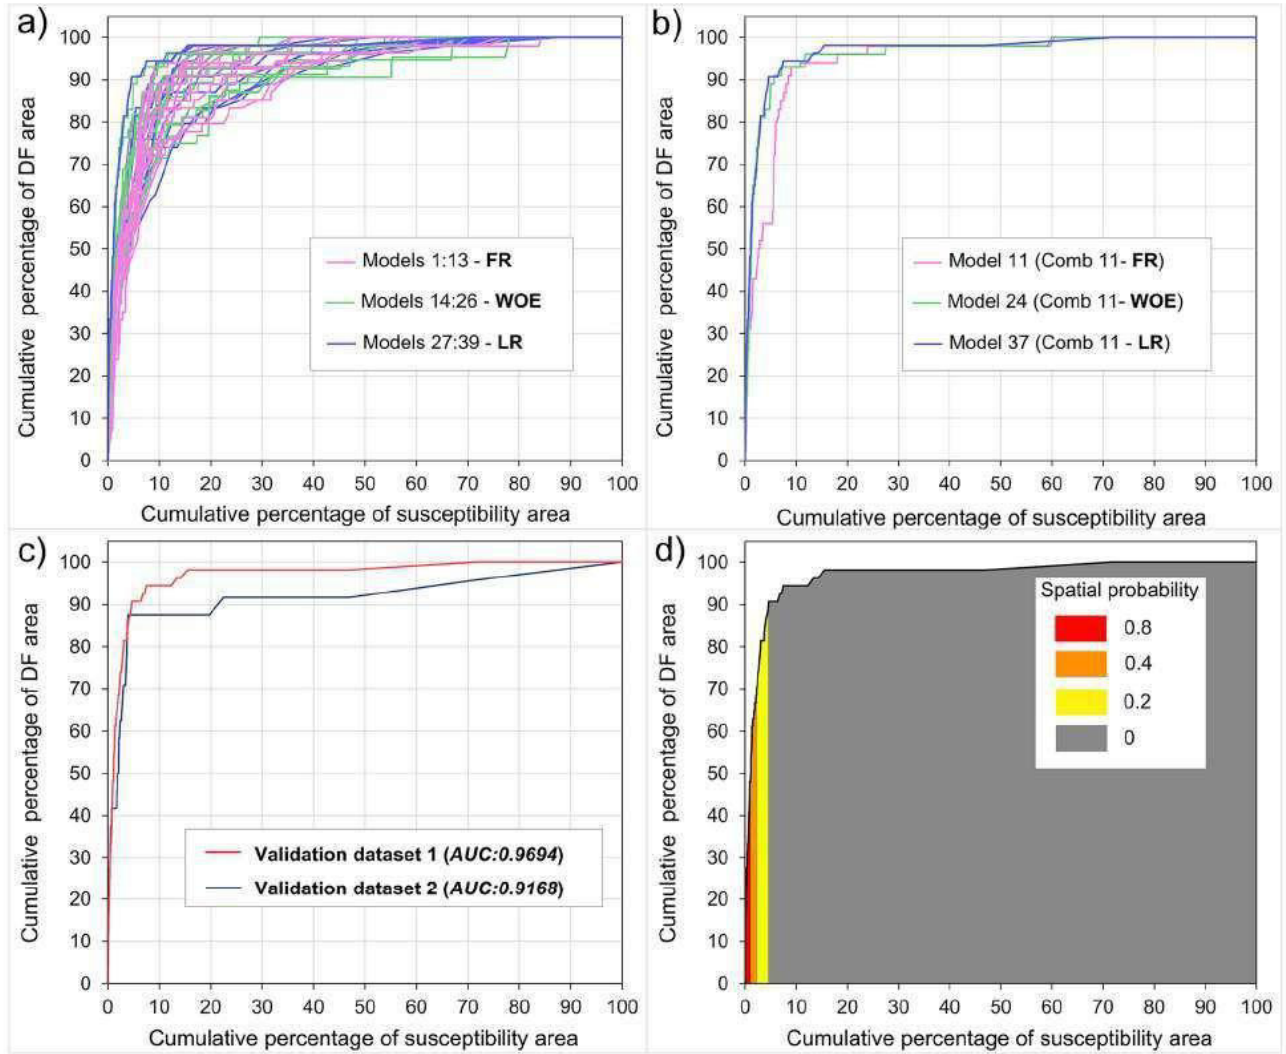 a)
Cumulative percentage of DF area
100
90
80
70
60
50
40
30
20
10
0
Models 1:13 - FR
Models 14:26 - WOE
Models 27:39 - LR
0 10 20 30 40 50 60 70 80 90 100
Cumulative percentage of susceptibility area
b)
Cumulative percentage of DF area
100
90
80
70
60
50
40
30
20
10
0
Model 11 (Comb 11- FR)
Model 24 (Comb 11- WOE)
Model 37 (Comb 11 - LR)
0 10 20 30 40 50 60 70 80 90 100
Cumulative percentage of susceptibility area
c)
Cumulative percentage of DF area
100
90
80
70
60
50
40
30
20
10
0
Validation dataset 1 (AUC:0.9694)
Validation dataset 2 (AUC:0.9168)
0 10 20 30 40 50 60 70 80 90 100
Cumulative percentage of susceptibility area
d)
Cumulative percentage of DF area
100
90
80
70
60
50
40
30
20
10
0
Spatial probability
0.8
0.4
0.2
0
0 10 20 30 40 50 60 70 80 90 100
Cumulative percentage of susceptibility area